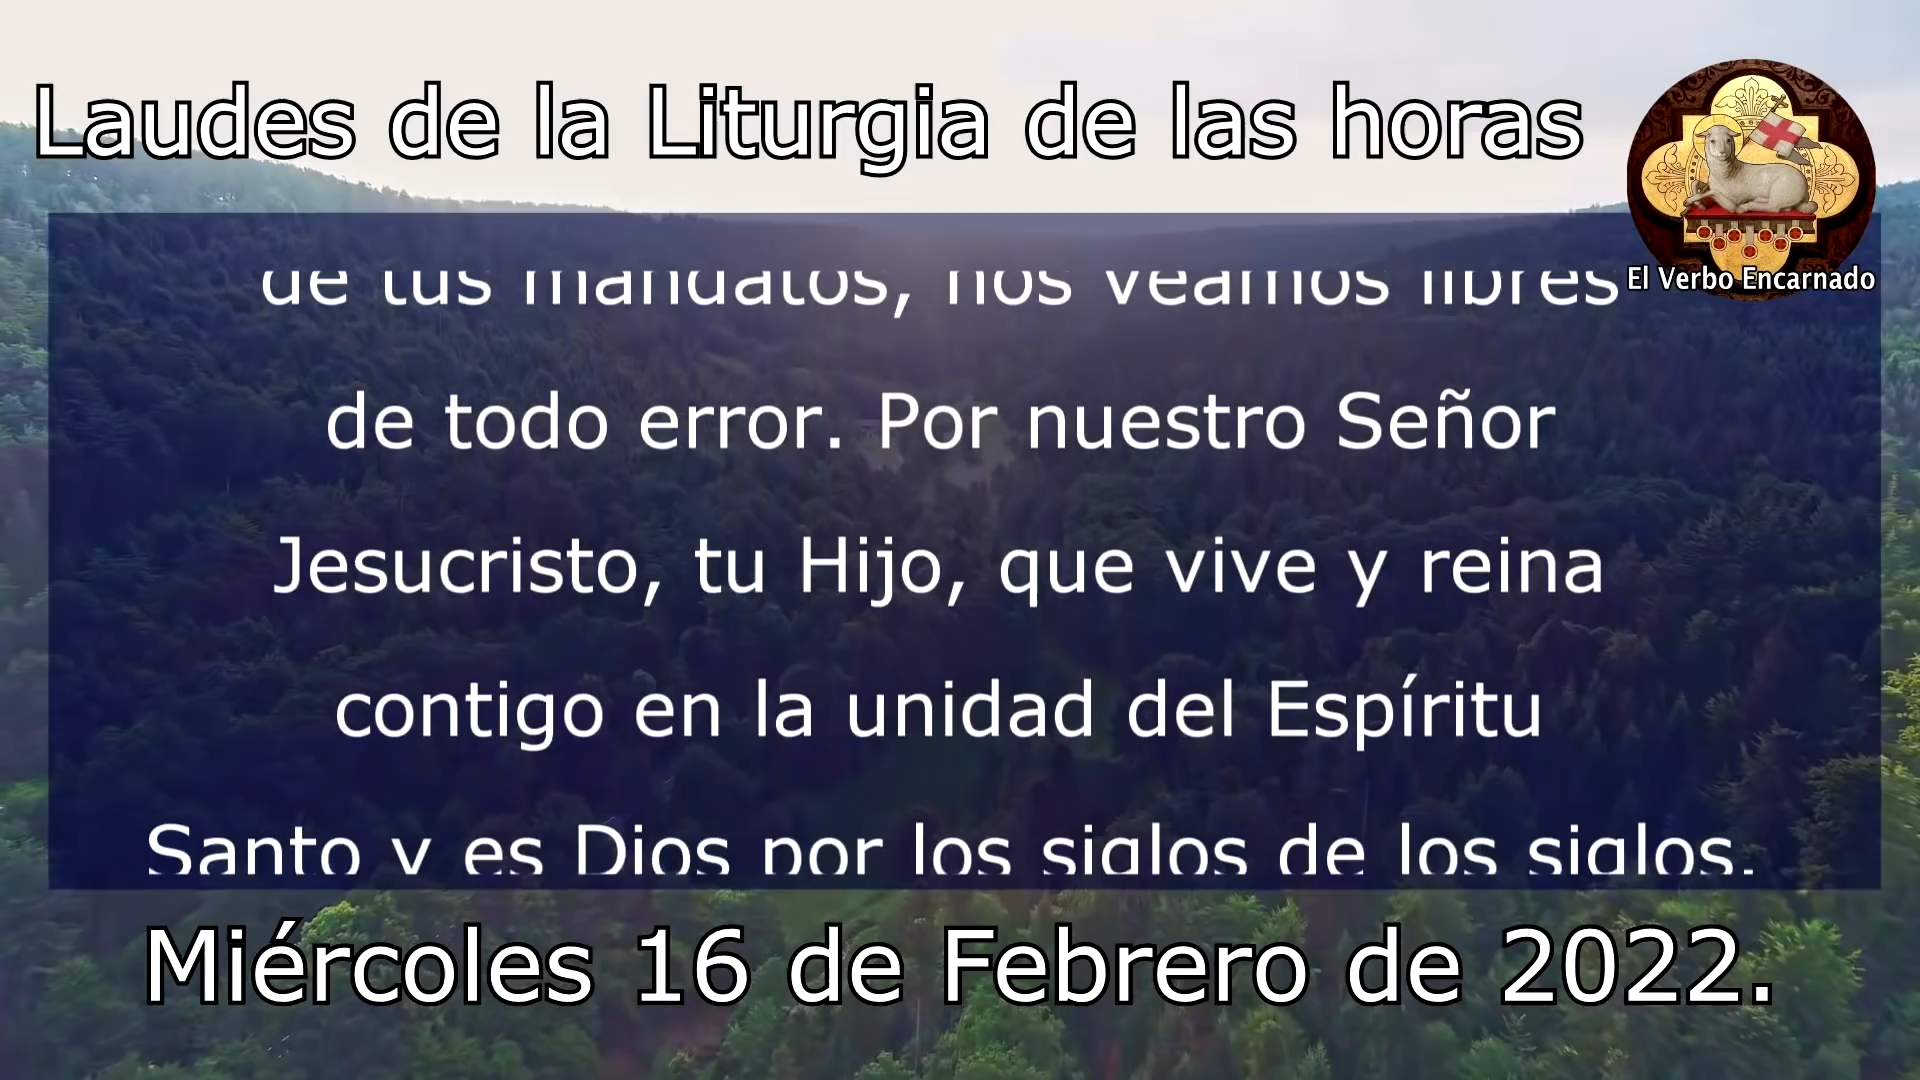 Laudes de la Liturgia de las horas
El Verbo Encarnado
de tus mandatos, nos veamos libres
de todo error. Por nuestro Señor
Jesucristo, tu Hijo, que vive y reina
contigo en la unidad del Espíritu
Santo y es Dios por los siglos de los siglos.
Miércoles 16 de Febrero de 2022.